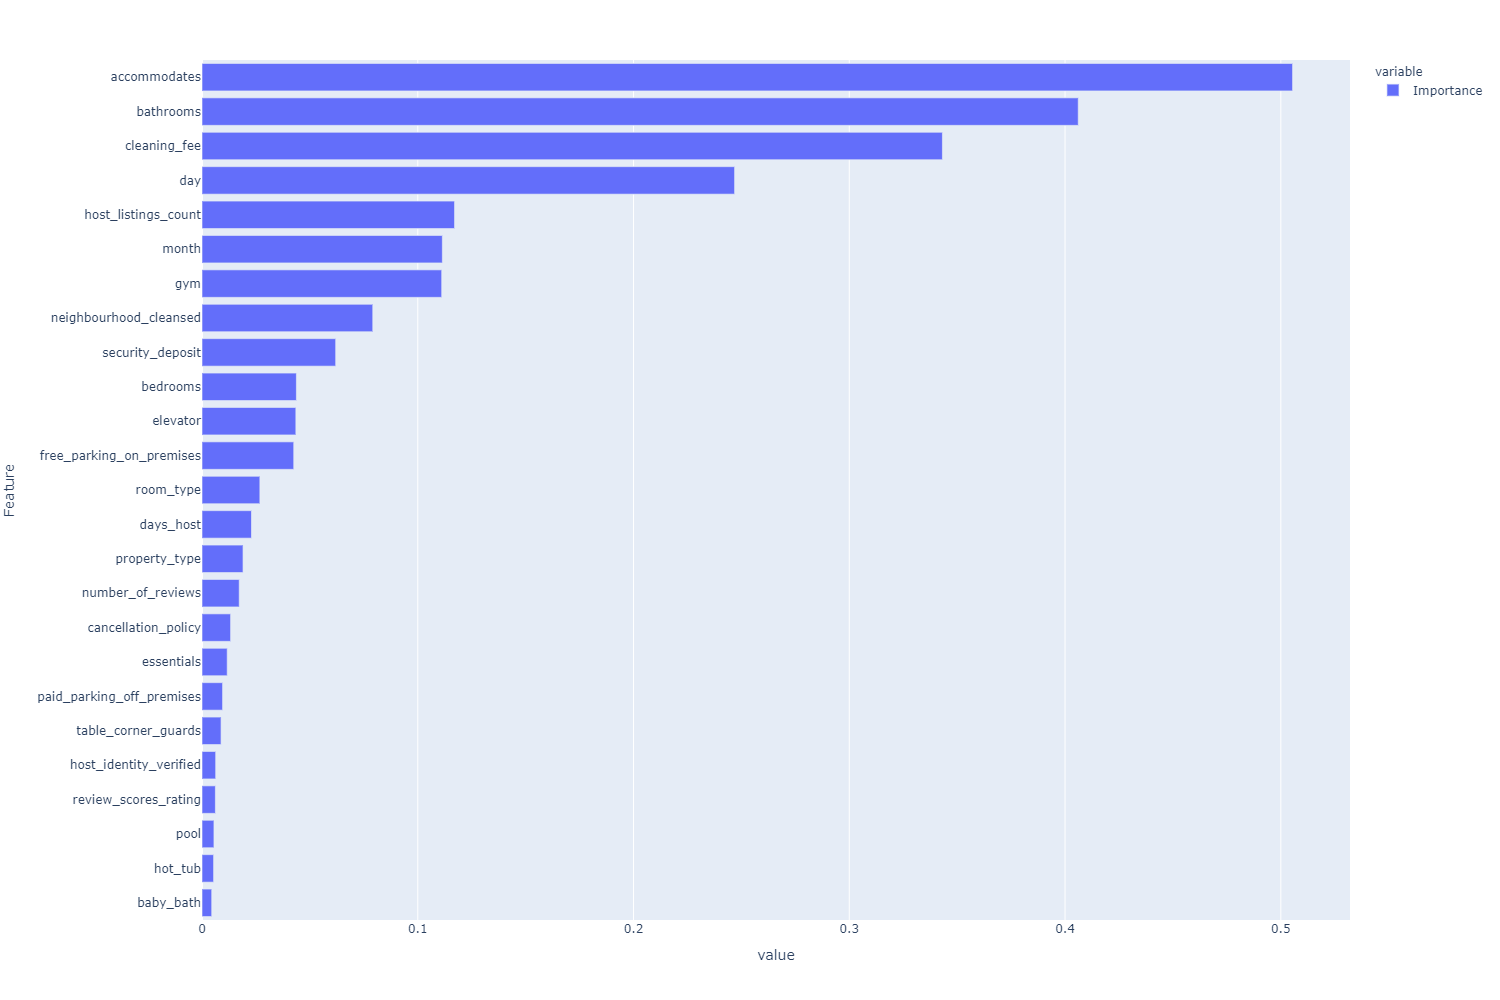 accommodates
bathrooms
cleaning_fee
day
host_listings_count
month
gym
neighbourhood_cleansed
security_deposit
bedrooms
elevator
free_parking_on_premises
room_type
days_host
property_type
number_of_reviews
cancellation_policy
essentials
paid_parking_off_premises
table_corner_guards
host_identity_verified
review_scores_rating
pool
hot_tub
baby_bath
Feature
0 0.1 0.2 0.3 0.4 0.5
value
variable
Importance